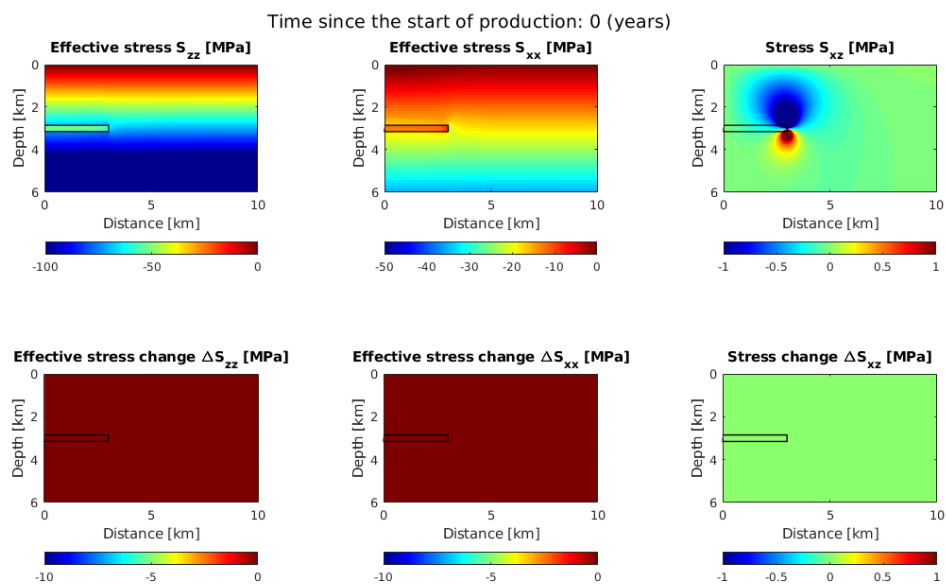 Time since the start of production: 0 (years)
Effective stress S_zz [MPa]
Effective stress S_xx [MPa]
Stress S_xz [MPa]
0
2
4
6
Depth [km]
0 5 10
Distance [km]
-100 -50 0
0
2
4
6
Depth [km]
0 5 10
Distance [km]
-50 -40 -30 -20 -10 0
0
2
4
6
Depth [km]
0 5 10
Distance [km]
-1 -0.5 0 0.5 1
Effective stress change ΔS_zz [MPa]
Effective stress change ΔS_xx [MPa]
Stress change ΔS_xz [MPa]
0
2
4
6
Depth [km]
0 5 10
Distance [km]
-10 -5 0
0
2
4
6
Depth [km]
0 5 10
Distance [km]
-10 -5 0
0
2
4
6
Depth [km]
0 5 10
Distance [km]
-1 -0.5 0 0.5 1